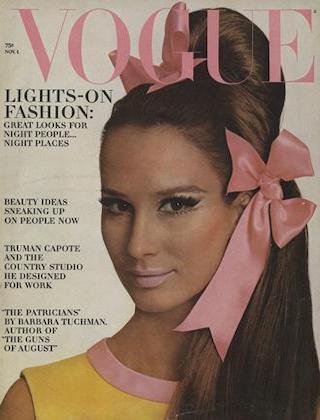 VOGUE
75¢
NOV. 1.
LIGHTS-ON
FASHION:
GREAT LOOKS FOR
NIGHT PEOPLE...
NIGHT PLACES
BEAUTY IDEAS
SNEAKING UP
ON PEOPLE NOW
TRUMAN CAPOTE
AND THE
COUNTRY STUDIO
HE DESIGNED
FOR WORK
"THE PATRICIANS"
BY BARBARA TUCHMAN,
AUTHOR OF
"THE GUNS
OF AUGUST"